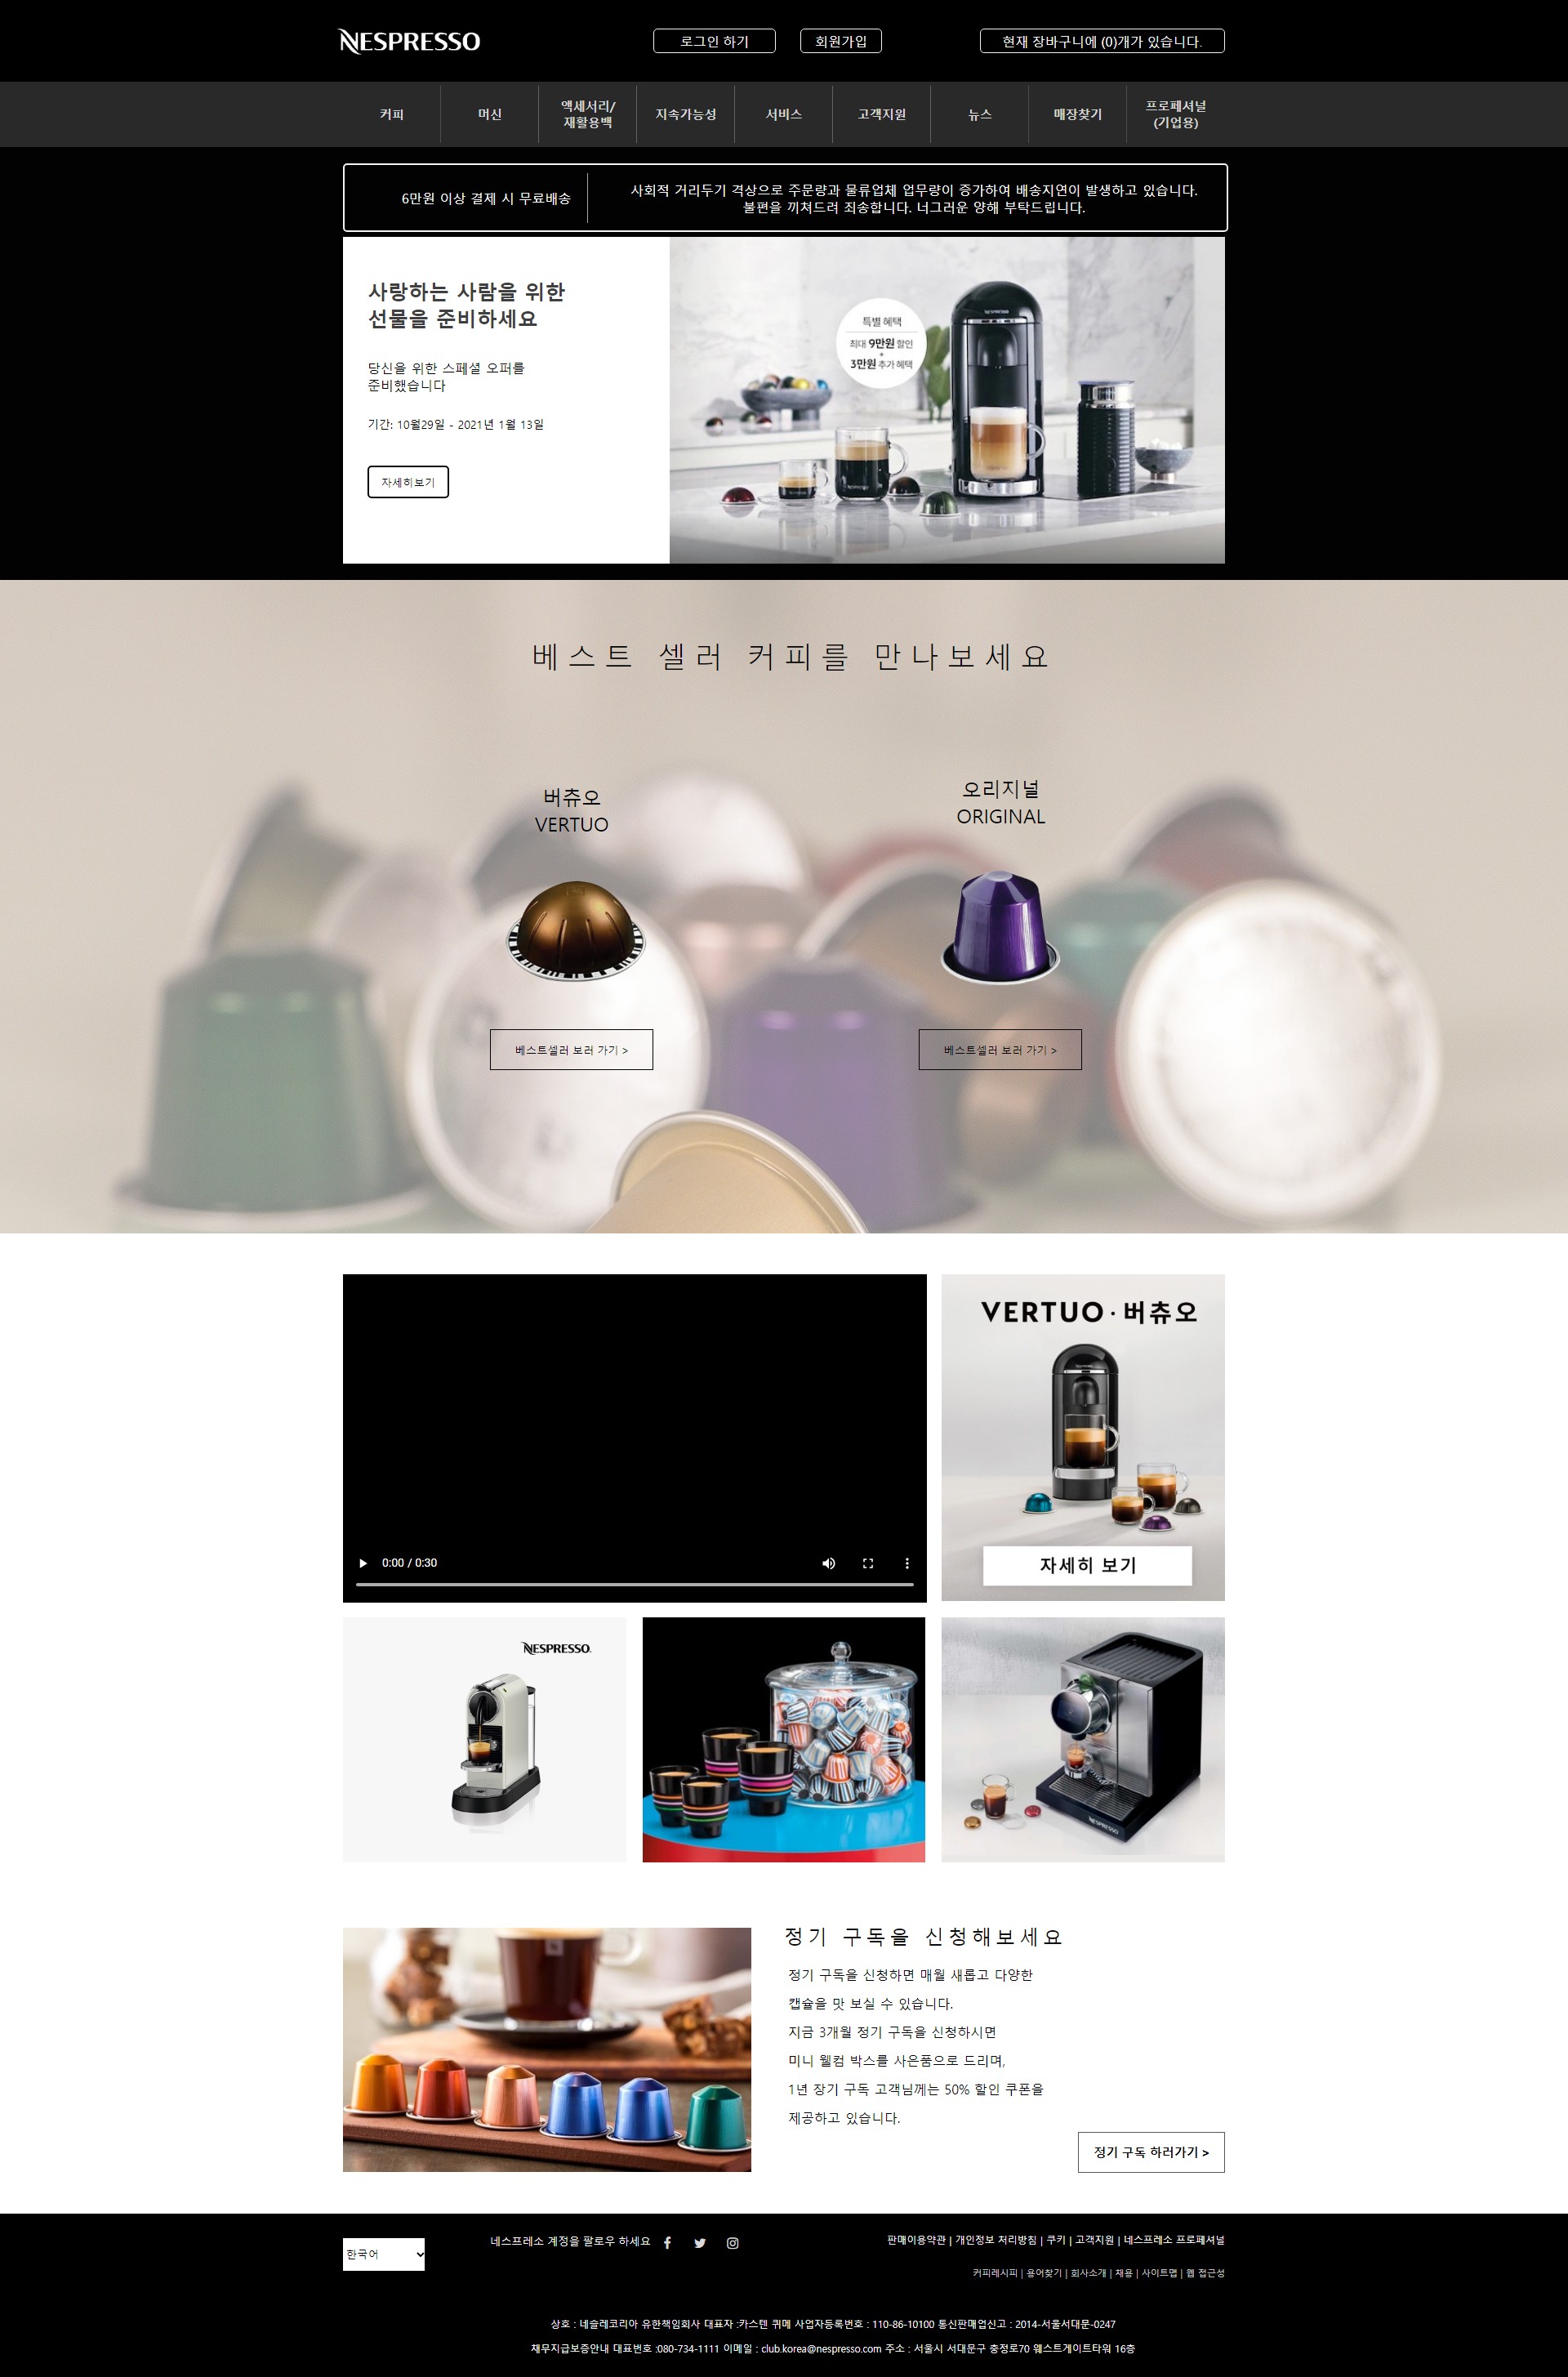 NESPRESSO
로그인 하기
회원가입
현재 장바구니에 (0)개가 있습니다.
커피
머신
액세서리/
재활용백
지속가능성
서비스
고객지원
뉴스
매장찾기
프로페셔널
(기업용)
6만원 이상 결제 시 무료배송
사회적 거리두기 격상으로 주문량과 물류업체 업무량이 증가하여 배송지연이 발생하고 있습니다.
불편을 끼쳐드려 죄송합니다. 너그러운 양해 부탁드립니다.
사랑하는 사람을 위한
선물을 준비하세요
당신을 위한 스페셜 오퍼를
준비했습니다
기간: 10월29일 - 2021년 1월 13일
자세히보기
특별 혜택
최대 9만원 할인
+
3만원 추가 혜택
NESPRESSO
베스트 셀러 커피를 만나보세요
버츄오
VERTUO
오리지널
ORIGINAL
베스트셀러 보러 가기 >
베스트셀러 보러 가기 >
0:00 / 0:30
VERTUO · 버츄오
자세히 보기
NESPRESSO
NESPRESSO
정기 구독을 신청해보세요
정기 구독을 신청하면 매월 새롭고 다양한
캡슐을 맛 보실 수 있습니다.
지금 3개월 정기 구독을 신청하시면
미니 웰컴 박스를 사은품으로 드리며,
1년 장기 구독 고객님께는 50% 할인 쿠폰을
제공하고 있습니다.
정기 구독 하러가기 >
한국어
네스프레소 계정을 팔로우 하세요
판매이용약관 | 개인정보 처리방침 | 쿠키 | 고객지원 | 네스프레소 프로페셔널
커피레시피 | 용어찾기 | 회사소개 | 채용 | 사이트맵 | 웹 접근성
상호 : 네슬레코리아 유한책임회사 대표자 :카스텐 퀴메 사업자등록번호 : 110-86-10100 통신판매업신고 : 2014-서울서대문-0247
채무지급보증안내 대표번호 :080-734-1111 이메일 : club.korea@nespresso.com 주소 : 서울시 서대문구 충정로70 웨스트게이트타워 16층